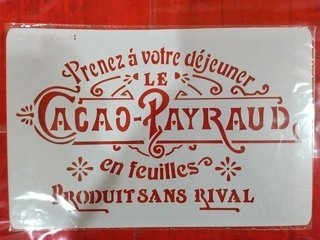 Prenez à votre déjeuner
LE
CACAO-PAYRAUD
en feuilles
PRODUIT SANS RIVAL